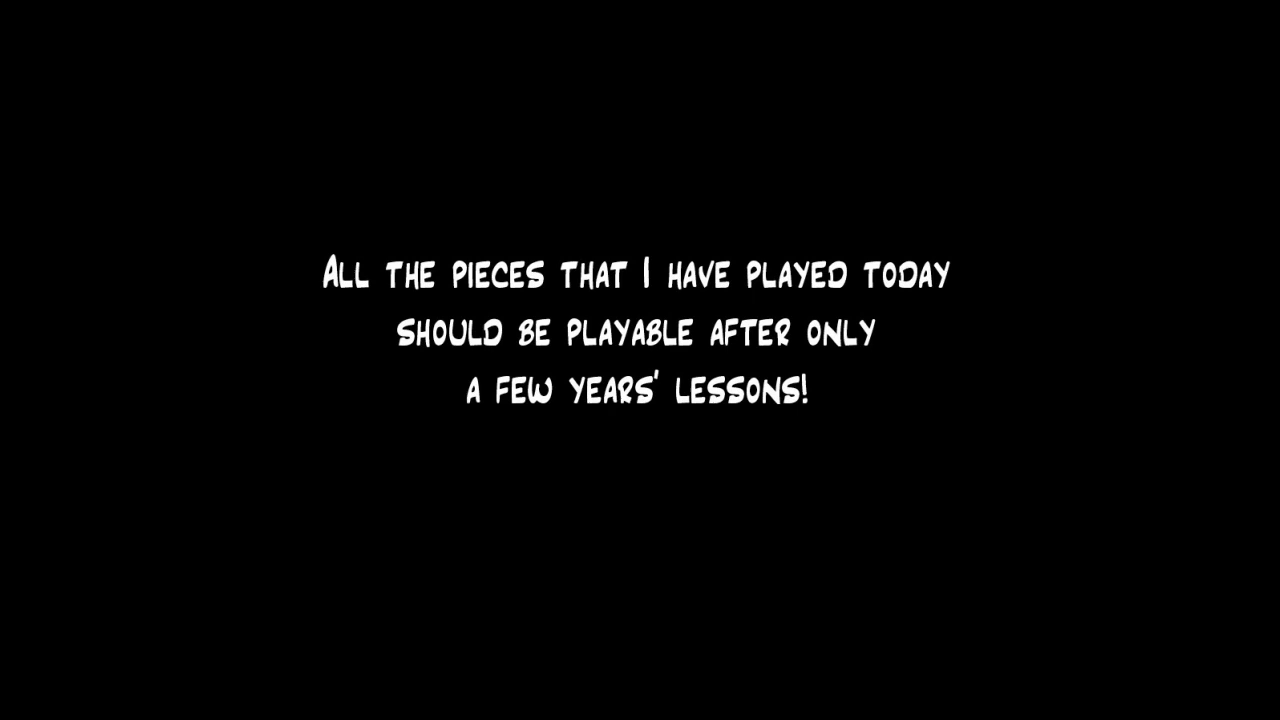 All the pieces that I have played today
should be playable after only
a few years' lessons!